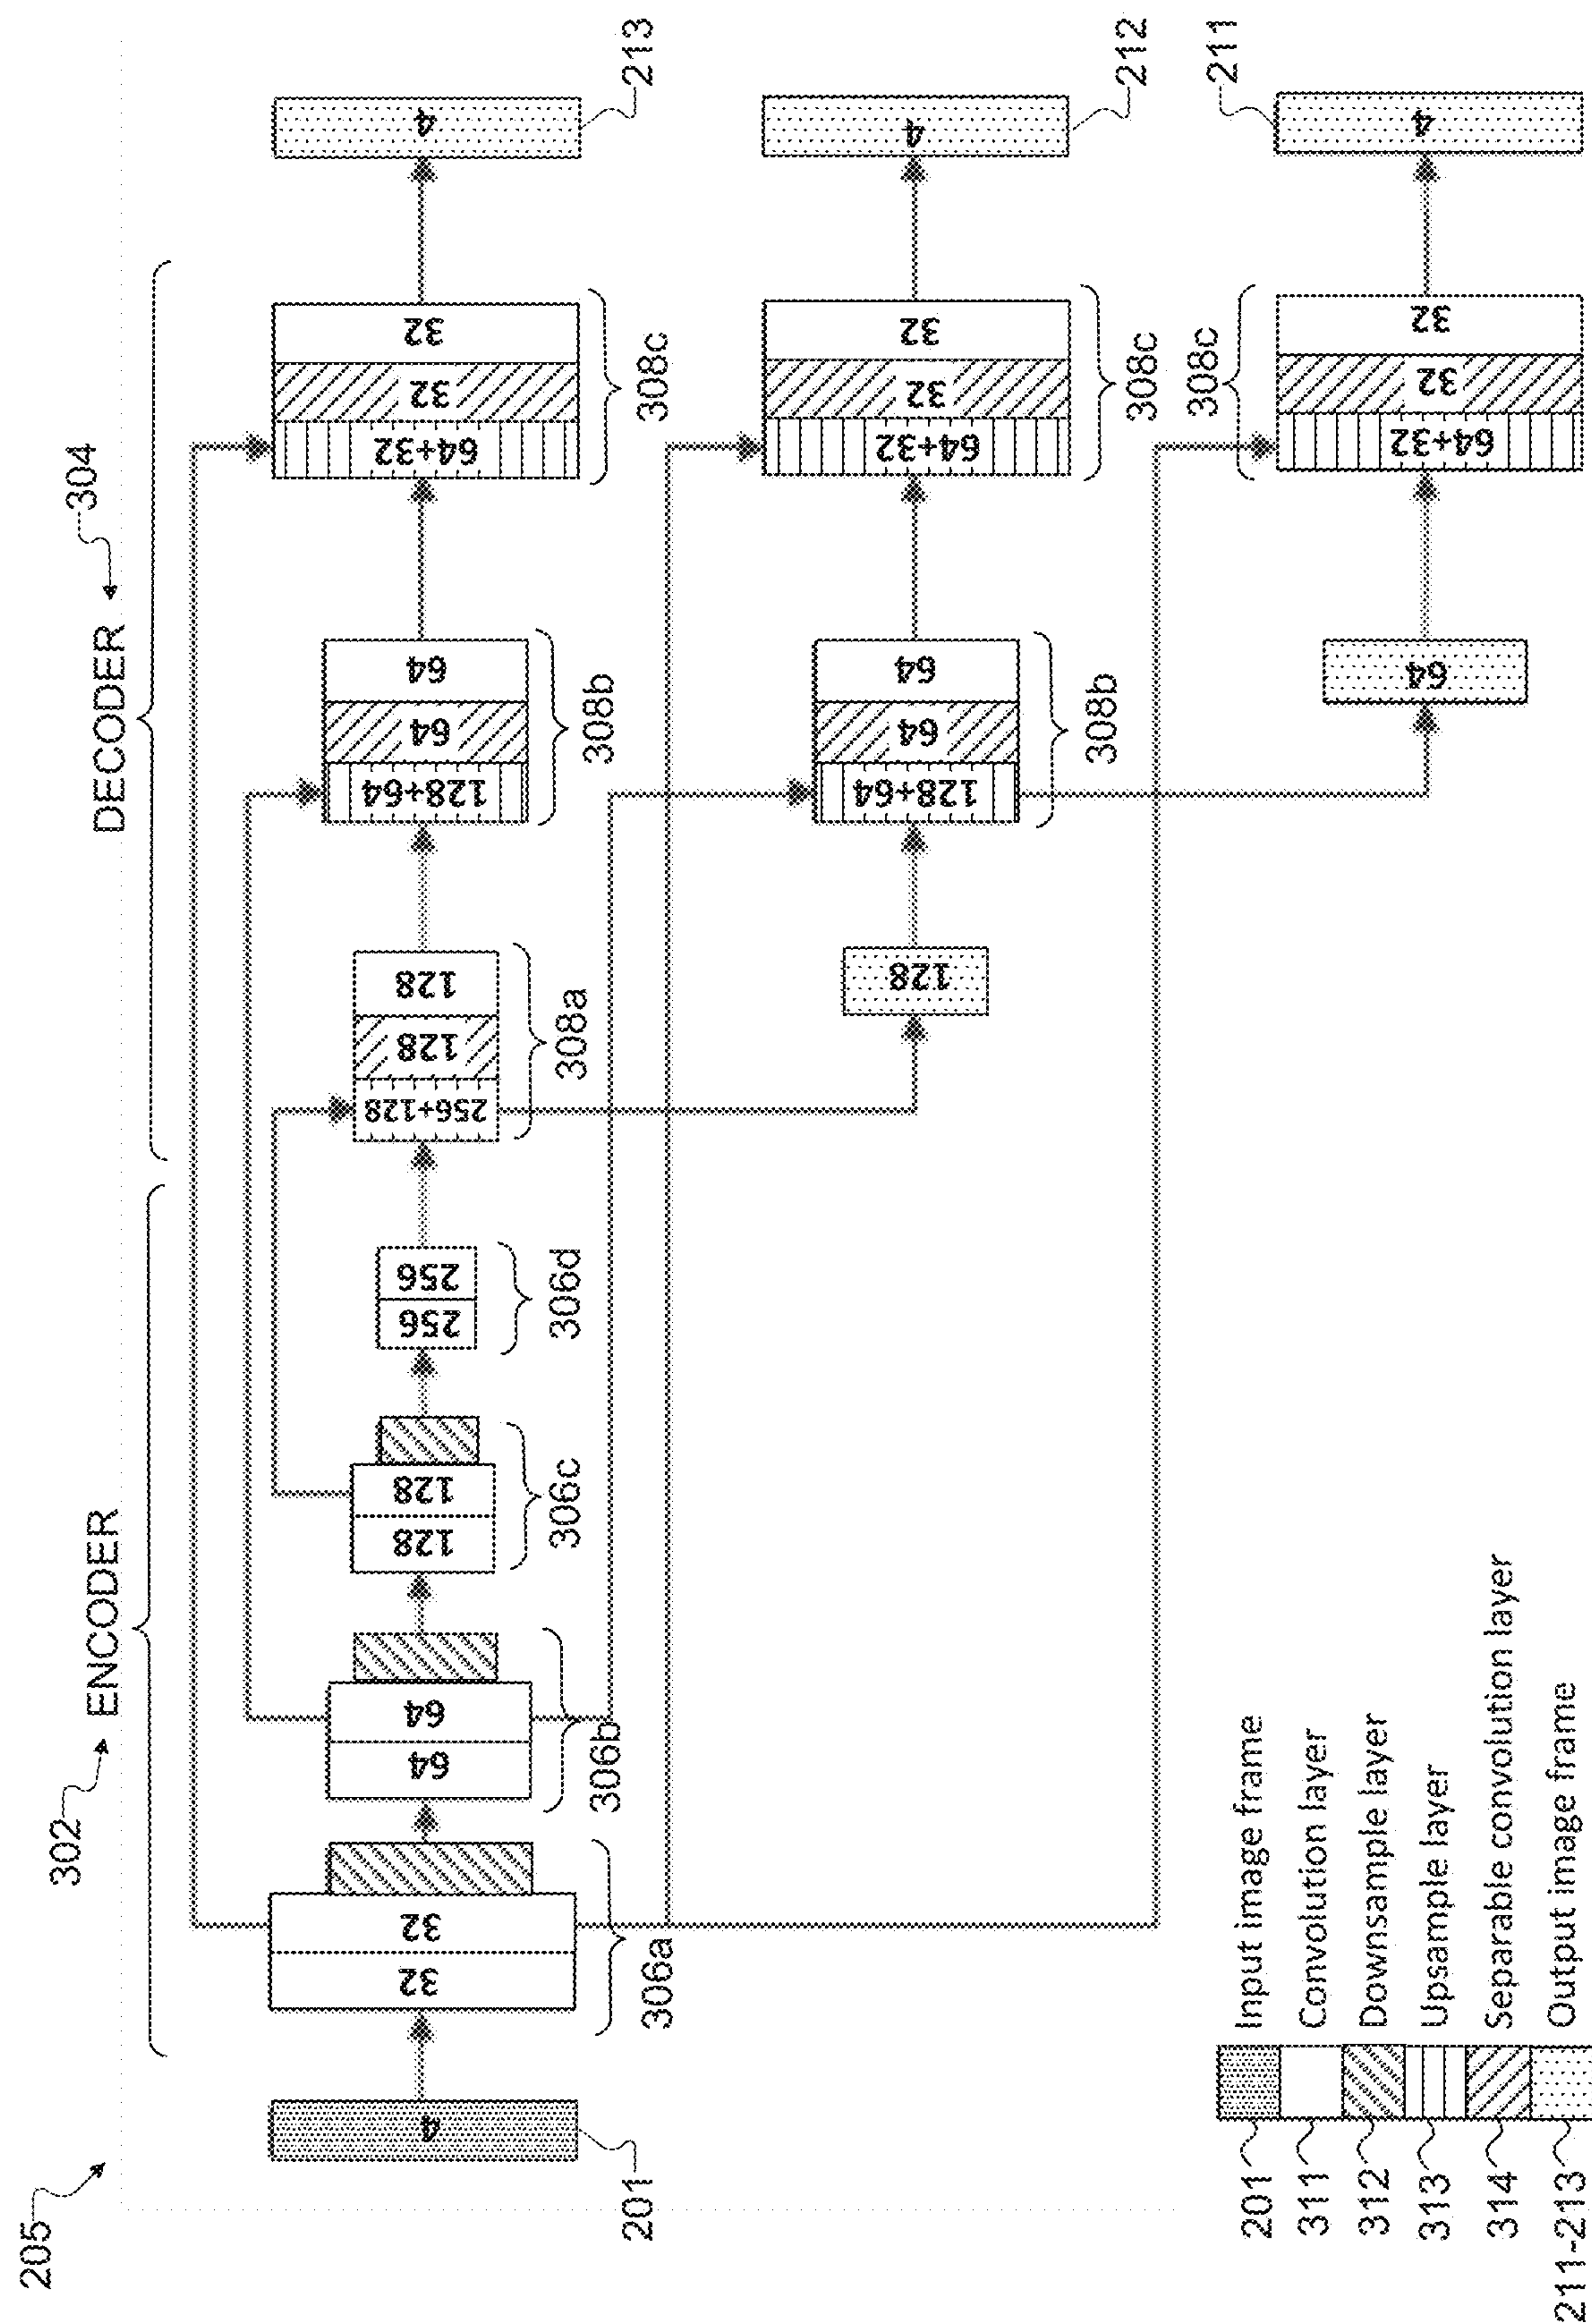 205
302
ENCODER
304
DECODER
4
201
32
32
306a
64
64
306b
128
128
306c
256
256
306d
256+128
128
128
308a
128+64
64
64
308b
64+32
32
32
308c
4
213
128
128+64
64
64
308b
64+32
32
32
308c
4
212
64
64+32
32
32
308c
4
211
201 Input image frame
311 Convolution layer
312 Downsample layer
313 Upsample layer
314 Separable convolution layer
211-213 Output image frame